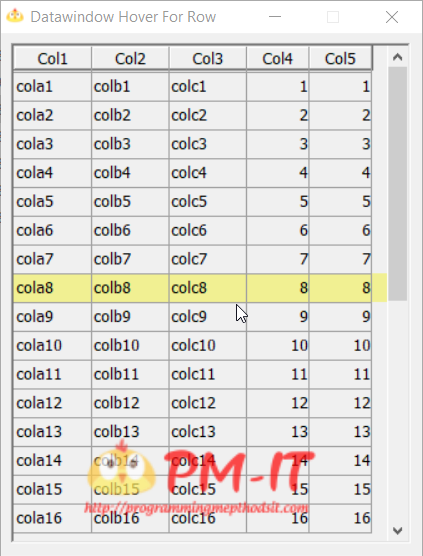 Datawindow Hover For Row
Col1 Col2 Col3 Col4 Col5
cola1 colb1 colc1 1 1
cola2 colb2 colc2 2 2
cola3 colb3 colc3 3 3
cola4 colb4 colc4 4 4
cola5 colb5 colc5 5 5
cola6 colb6 colc6 6 6
cola7 colb7 colc7 7 7
cola8 colb8 colc8 8 8
cola9 colb9 colc9 9 9
cola10 colb10 colc10 10 10
cola11 colb11 colc11 11 11
cola12 colb12 colc12 12 12
cola13 colb13 colc13 13 13
cola14 colb14 colc14 14 14
PM-IT
cola15 colb15 colc15 15 15
http://programmingmepthodsit.com
cola16 colb16 colc16 16 16